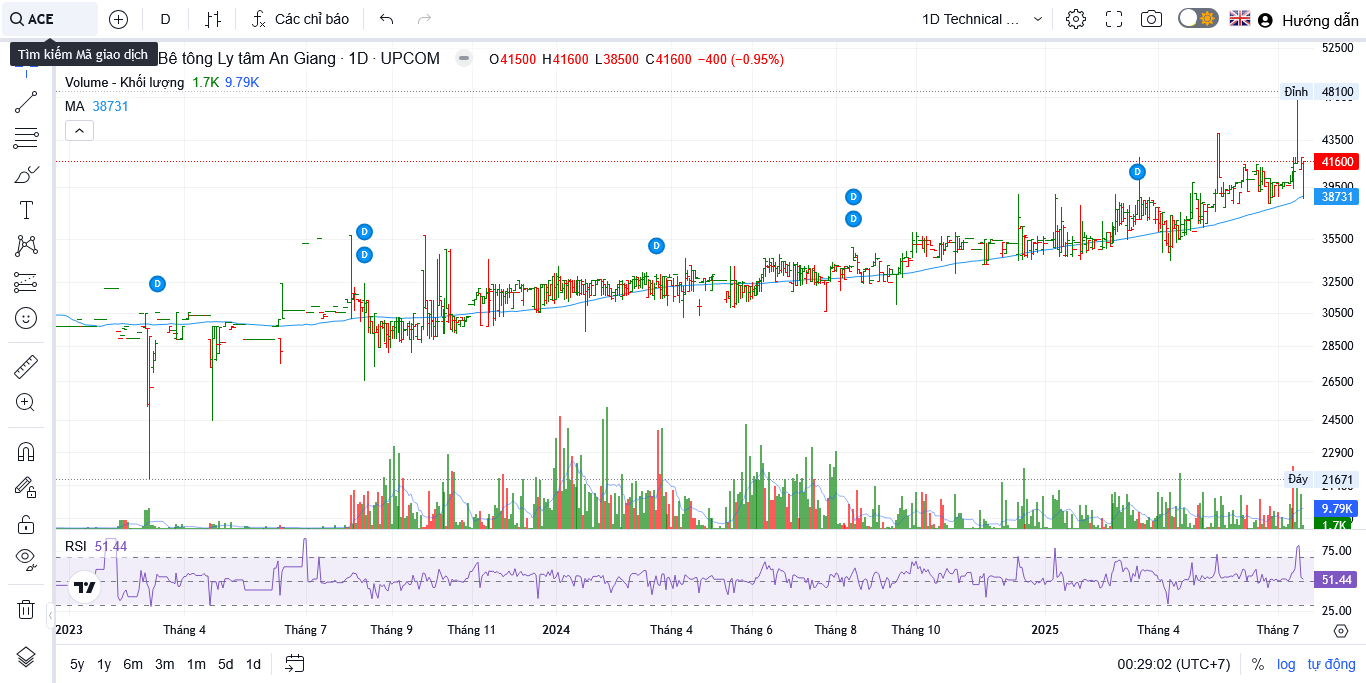 ACE
D
Các chỉ báo
1D Technical ...
Hướng dẫn
Tìm kiếm Mã giao dịch
Bê tông Ly tâm An Giang · 1D · UPCOM
O41500 H41600 L38500 C41600 −400 (−0.95%)
Volume - Khối lượng 1.7K 9.79K
MA 38731
52500
Đỉnh 48100
43500
41600
39500
38731
35500
32500
30500
28500
26500
24500
22900
Đáy 21671
9.79K
1.7K
D
D
D
D
D
D
D
RSI 51.44
75.00
51.44
25.00
2023 Tháng 4 Tháng 7 Tháng 9 Tháng 11 2024 Tháng 4 Tháng 6 Tháng 8 Tháng 10 2025 Tháng 4 Tháng 7
5y 1y 6m 3m 1m 5d 1d
00:29:02 (UTC+7) % log tự động